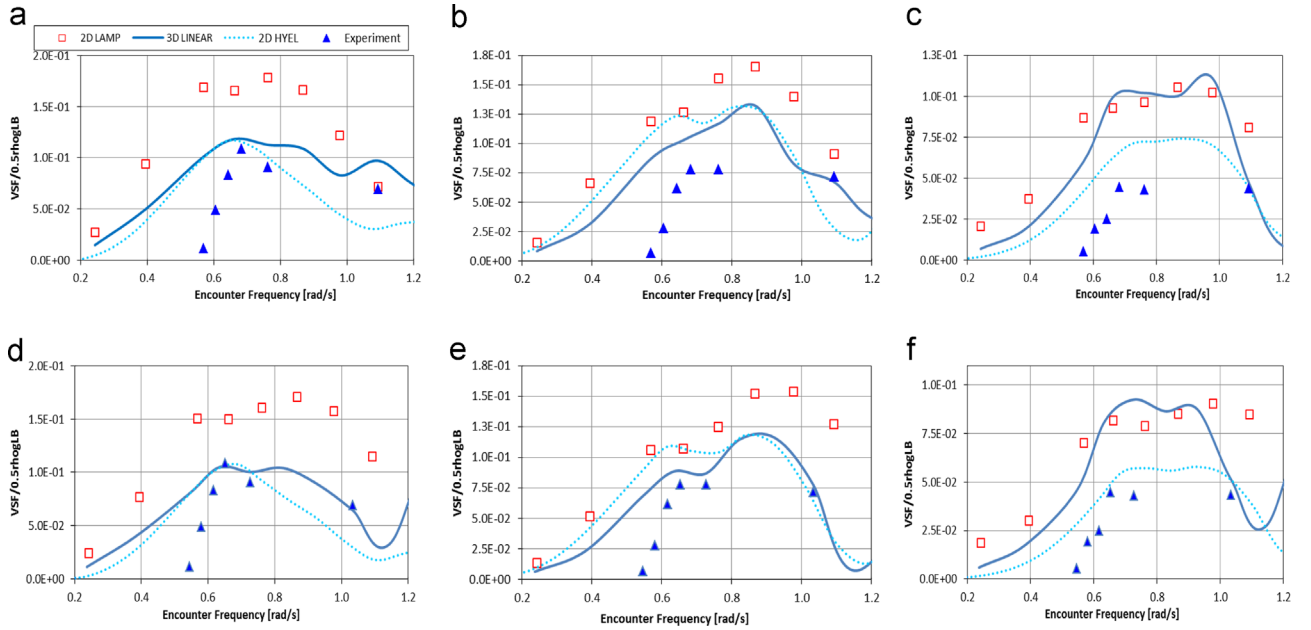 a
2D LAMP 3D LINEAR 2D HYEL Experiment
2.0E-01
1.5E-01
1.0E-01
5.0E-02
0.0E+00
VSF/0.5rhogLB
0.2 0.4 0.6 0.8 1.0 1.2
Encounter Frequency [rad/s]
b
1.8E-01
1.5E-01
1.3E-01
1.0E-01
7.5E-02
5.0E-02
2.5E-02
0.0E+00
VSF/0.5rhogLB
0.2 0.4 0.6 0.8 1.0 1.2
Encounter Frequency [rad/s]
c
1.3E-01
1.0E-01
7.5E-02
5.0E-02
2.5E-02
0.0E+00
VSF/0.5rhogLB
0.2 0.4 0.6 0.8 1.0 1.2
Encounter Frequency [rad/s]
d
2.0E-01
1.5E-01
1.0E-01
5.0E-02
0.0E+00
VSF/0.5rhogLB
0.2 0.4 0.6 0.8 1.0 1.2
Encounter Frequency [rad/s]
e
1.8E-01
1.5E-01
1.3E-01
1.0E-01
7.5E-02
5.0E-02
2.5E-02
0.0E+00
VSF/0.5rhogLB
0.2 0.4 0.6 0.8 1.0 1.2
Encounter Frequency [rad/s]
f
1.0E-01
7.5E-02
5.0E-02
2.5E-02
0.0E+00
VSF/0.5rhogLB
0.2 0.4 0.6 0.8 1.0 1.2
Encounter Frequency [rad/s]